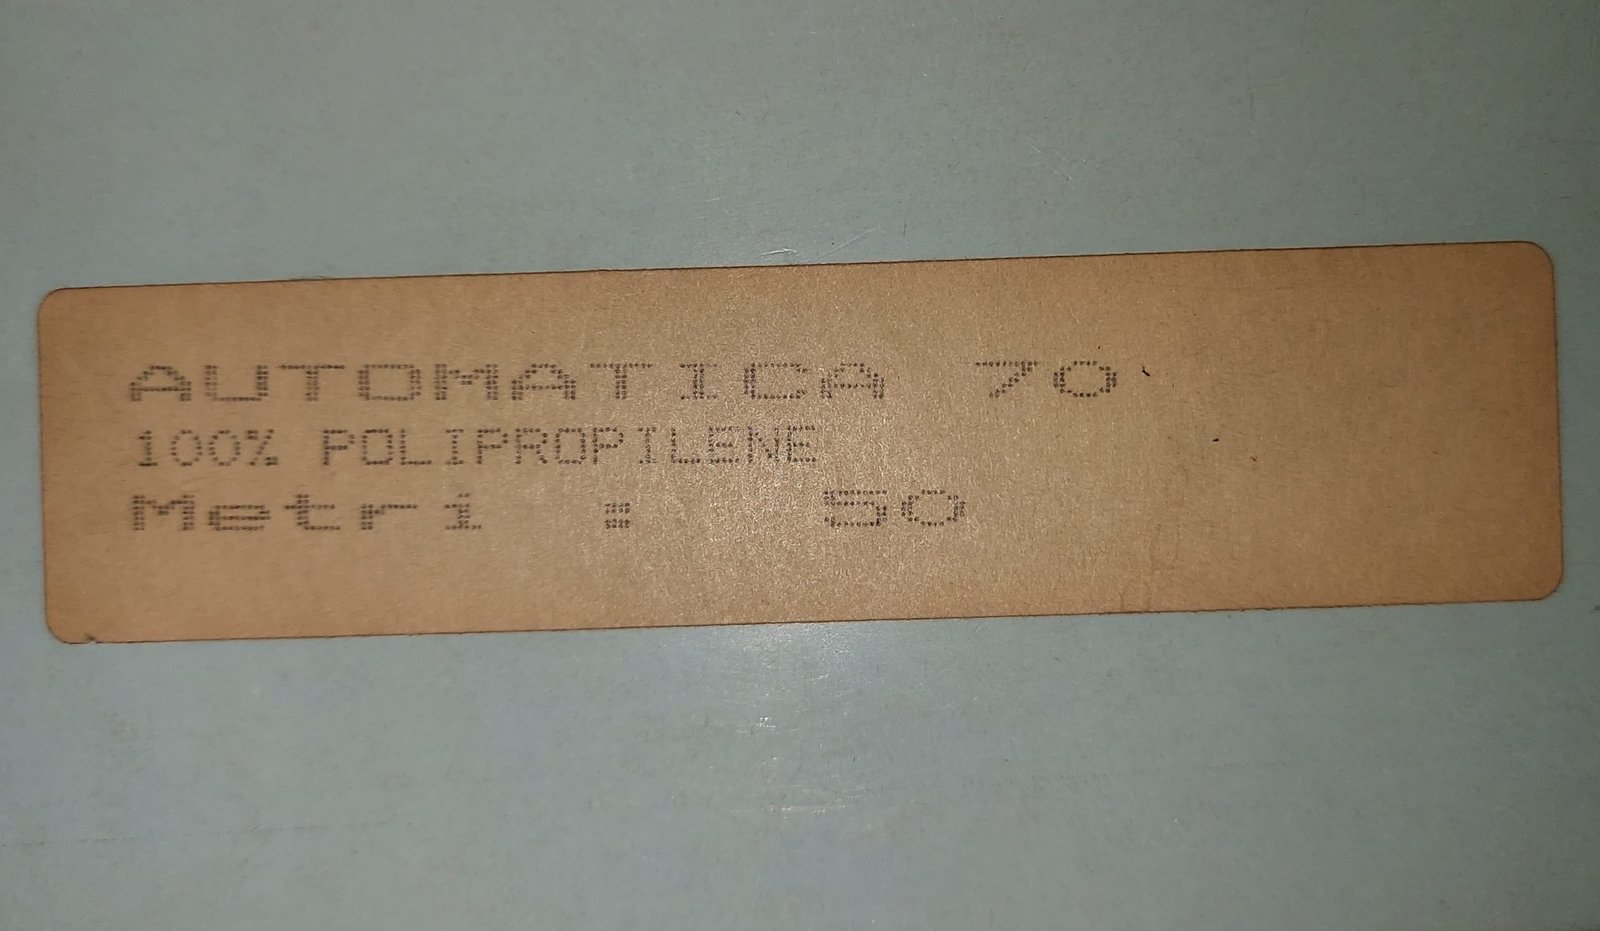 AUTOMATICA 70
100% POLIPROPILENE
Metri : 50